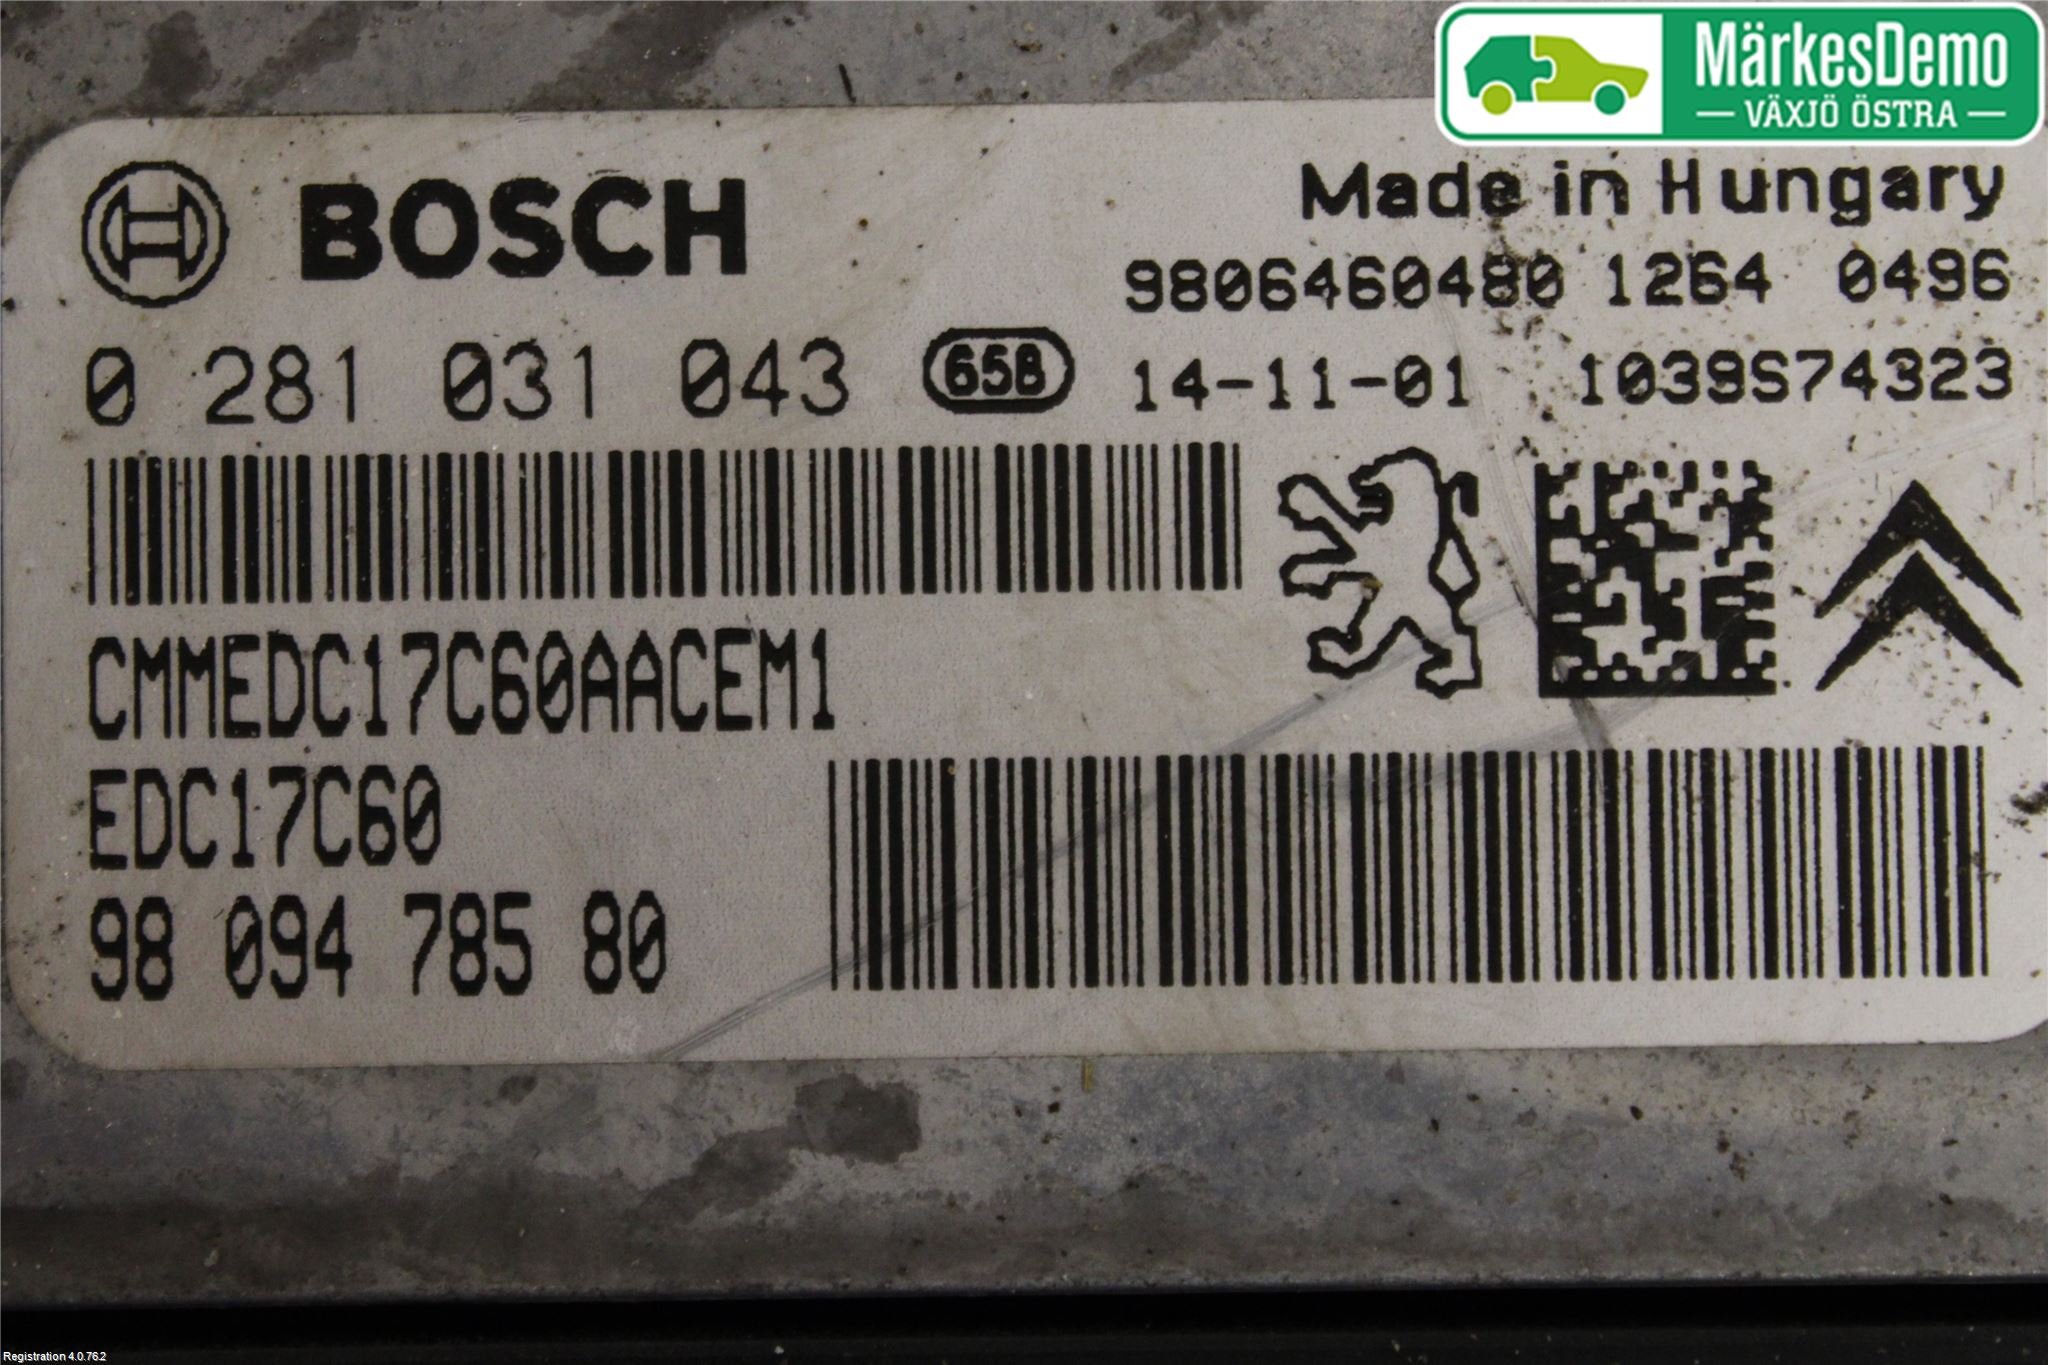 MärkesDemo
VÄXJÖ ÖSTRA
BOSCH
Made in Hungary
9806460480 1264 0496
0 281 031 043 65B 14-11-01 1039S74323
CMMEDC17C60AACEM1
EDC17C60
98 094 785 80
Registration 4.0.76.2